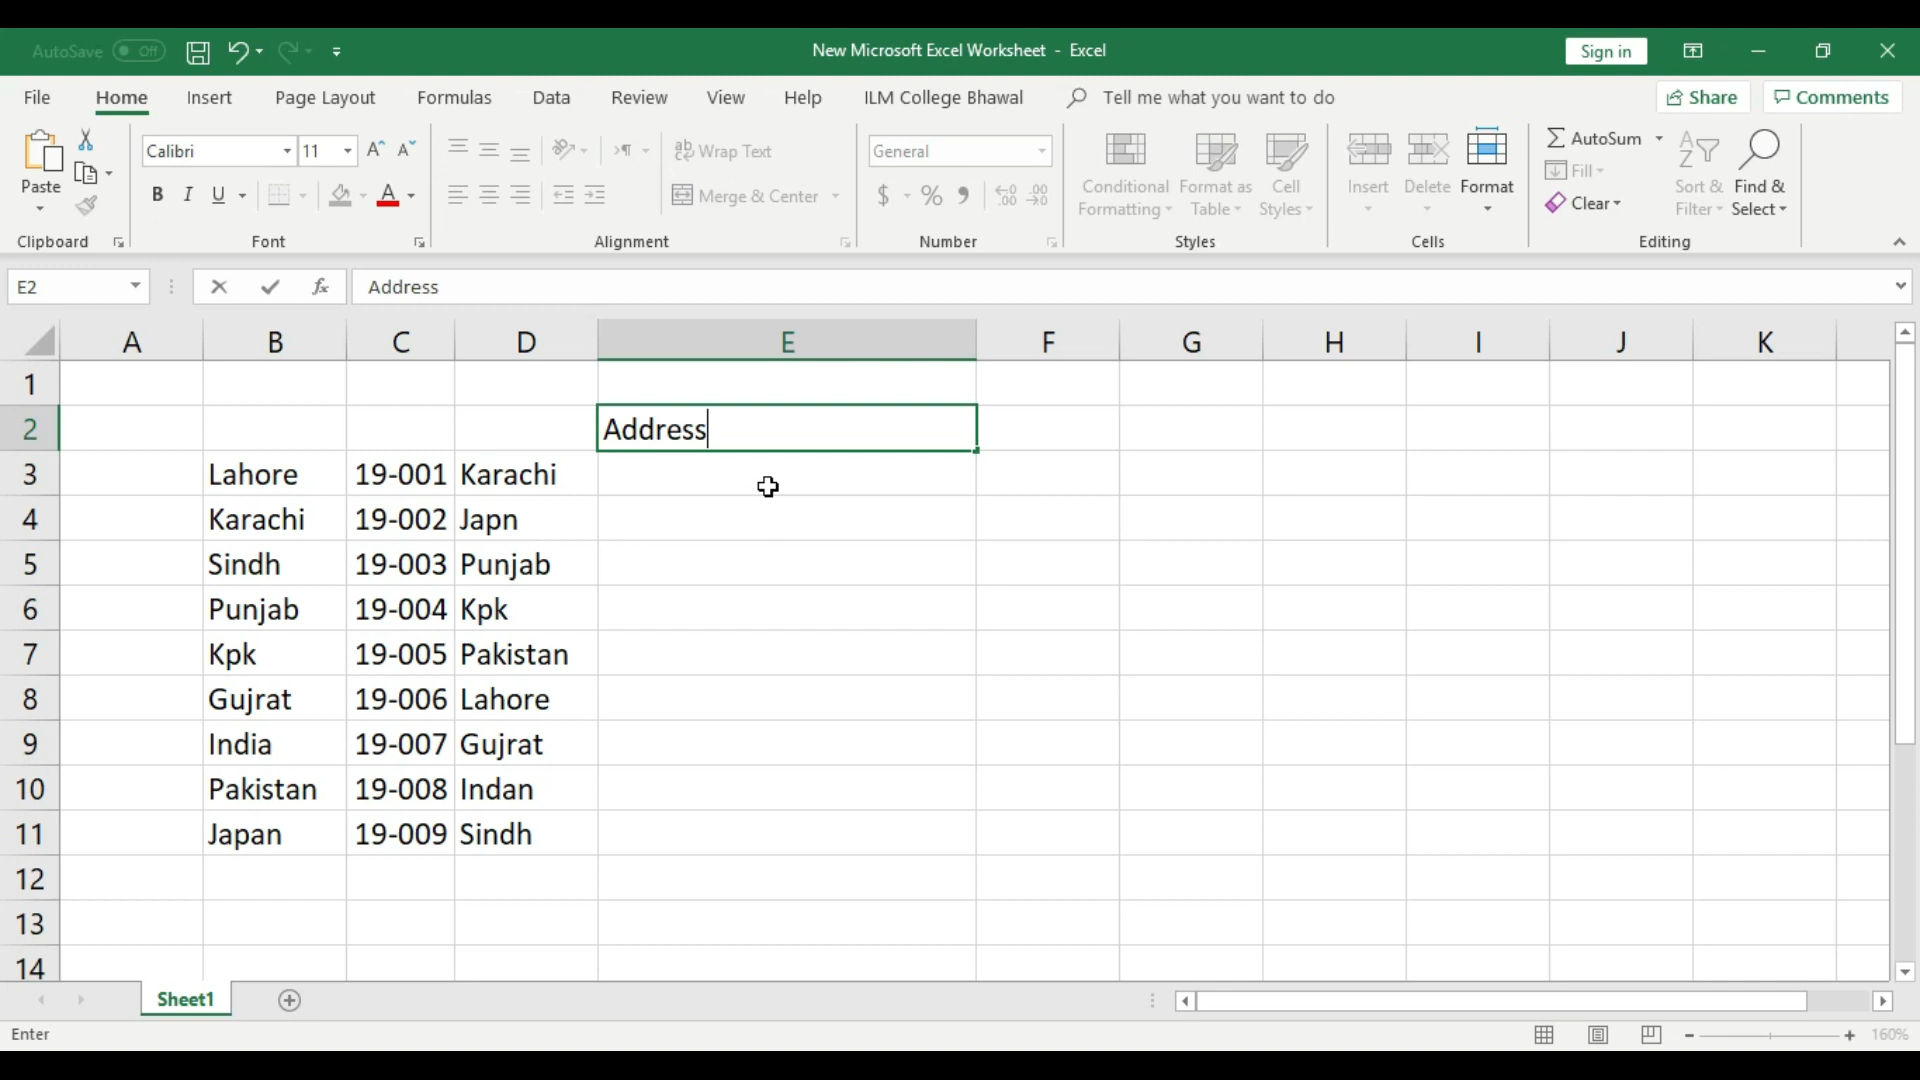 AutoSave Off New Microsoft Excel Worksheet - Excel Sign in
File Home Insert Page Layout Formulas Data Review View Help ILM College Bhawal Tell me what you want to do Share Comments
Paste
Calibri 11
B I U A
ab Wrap Text
Merge & Center
General
$ % ,
Conditional Formatting
Format as Table
Cell Styles
Insert Delete Format
AutoSum
Fill
Clear
Sort & Filter
Find & Select
Clipboard Font Alignment Number Styles Cells Editing
E2 fx Address
A B C D E F G H I J K
1
2 Address
3 Lahore 19-001 Karachi
4 Karachi 19-002 Japn
5 Sindh 19-003 Punjab
6 Punjab 19-004 Kpk
7 Kpk 19-005 Pakistan
8 Gujrat 19-006 Lahore
9 India 19-007 Gujrat
10 Pakistan 19-008 Indan
11 Japan 19-009 Sindh
12
13
14
Sheet1
Enter 160%